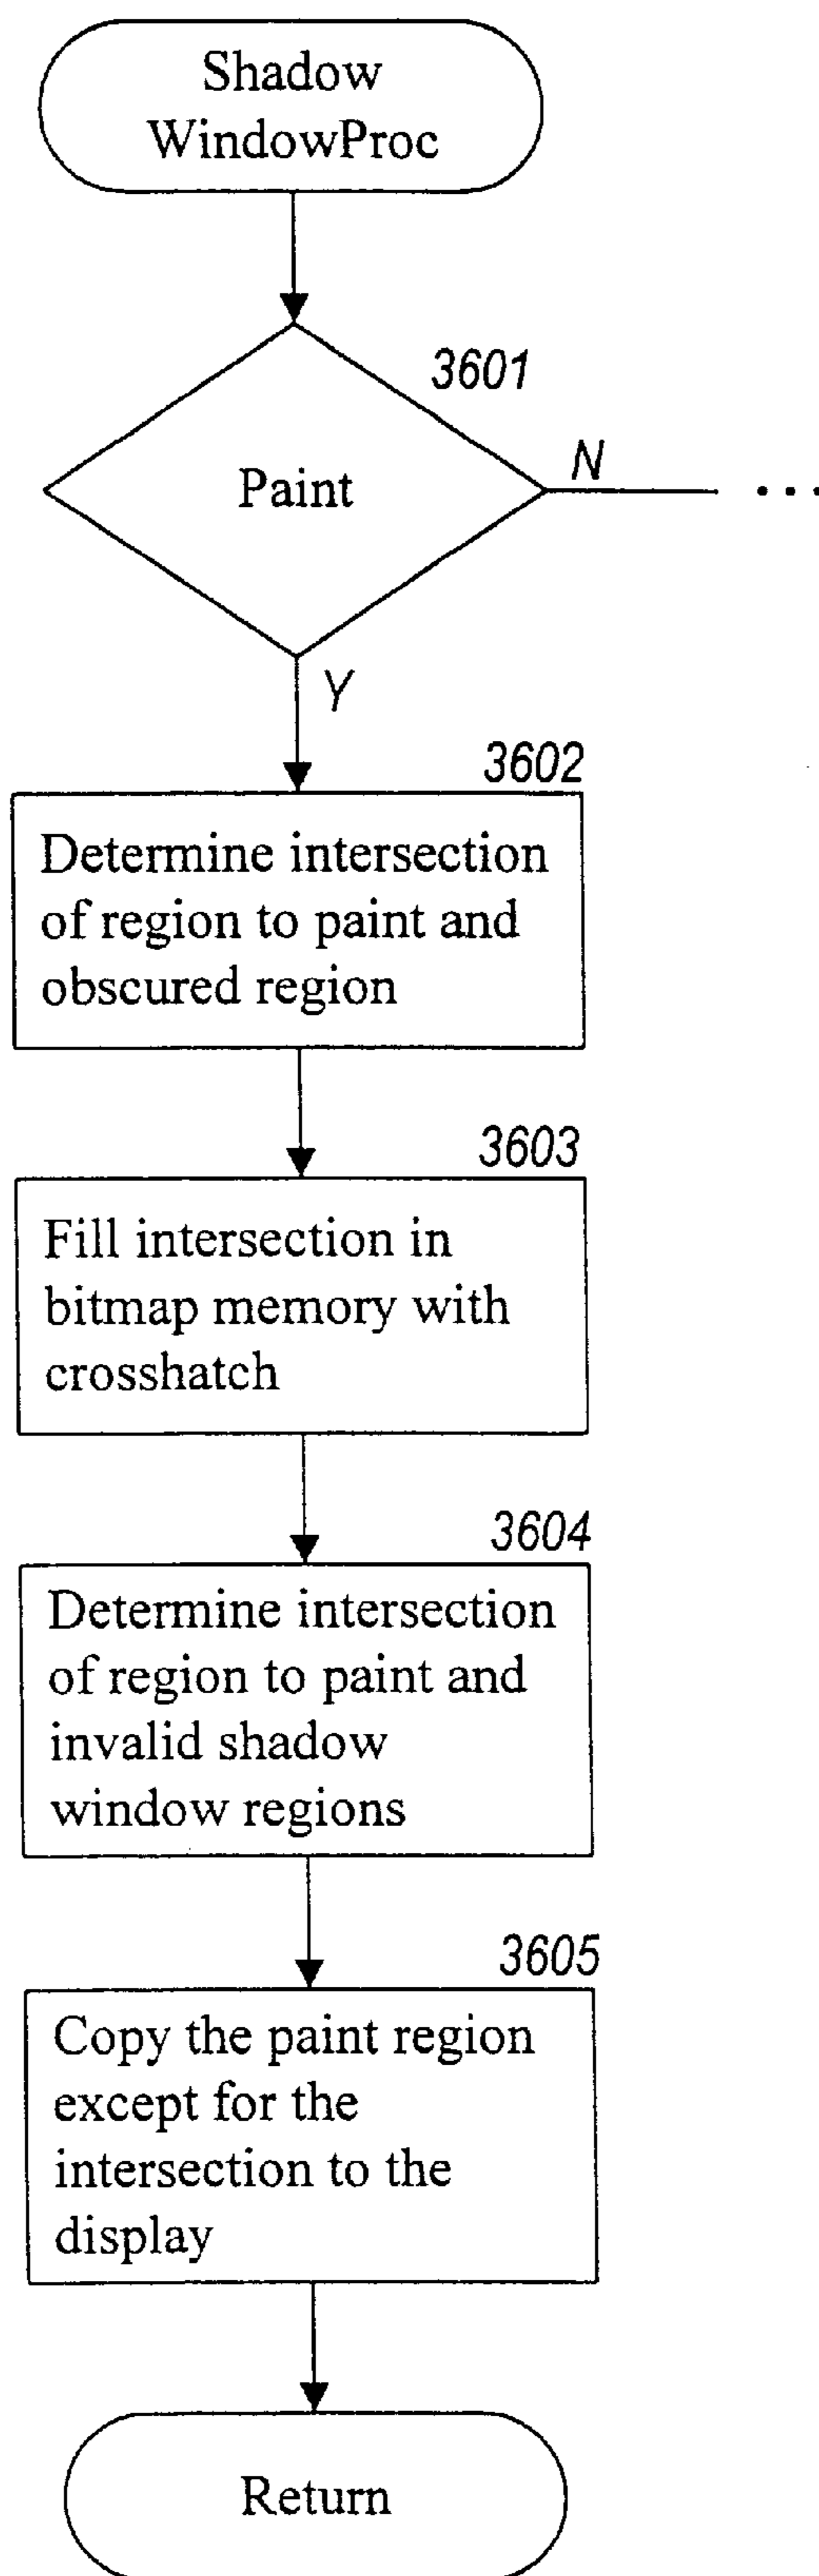 Shadow
WindowProc
3601
Paint
N
...
Y
3602
Determine intersection
of region to paint and
obscured region
3603
Fill intersection in
bitmap memory with
crosshatch
3604
Determine intersection
of region to paint and
invalid shadow
window regions
3605
Copy the paint region
except for the
intersection to the
display
Return